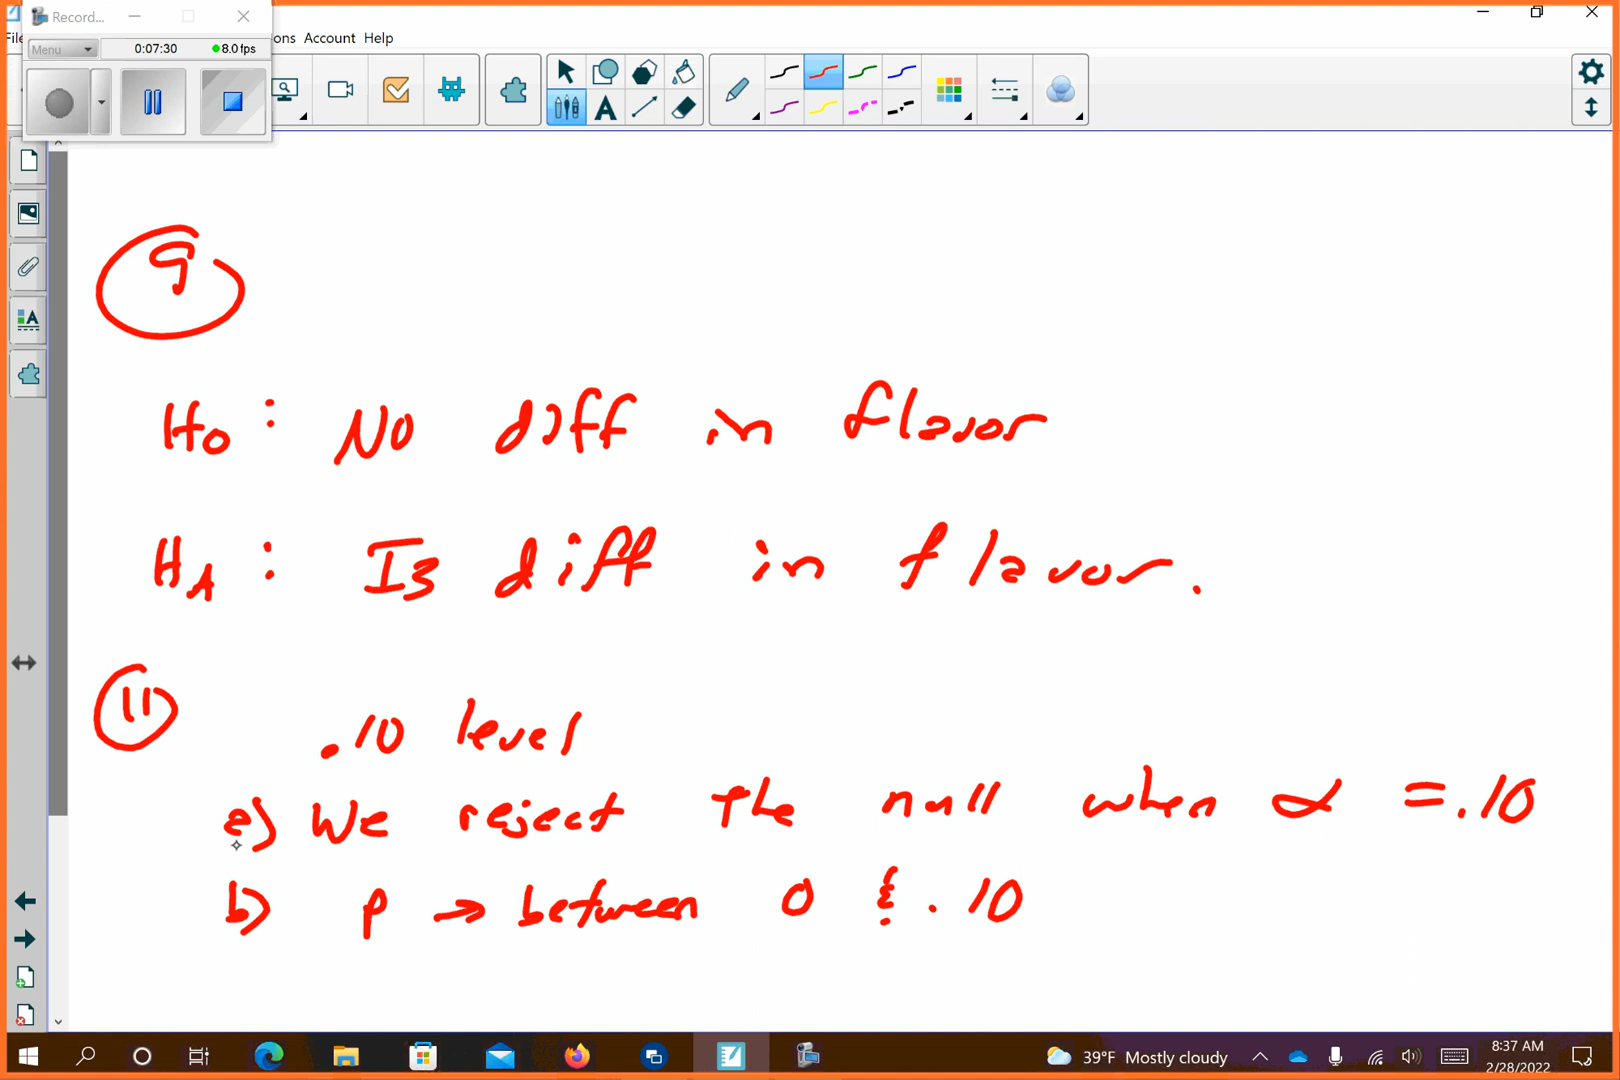 Record...
Menu
0:07:30
8.0 fps
ons Account Help
9
H0: No diff in flavor
HA: Is diff in flavor.
11
.10 level
a) We reject the null when α = .10
b) p → between 0 & .10
39°F Mostly cloudy
8:37 AM
2/28/2022